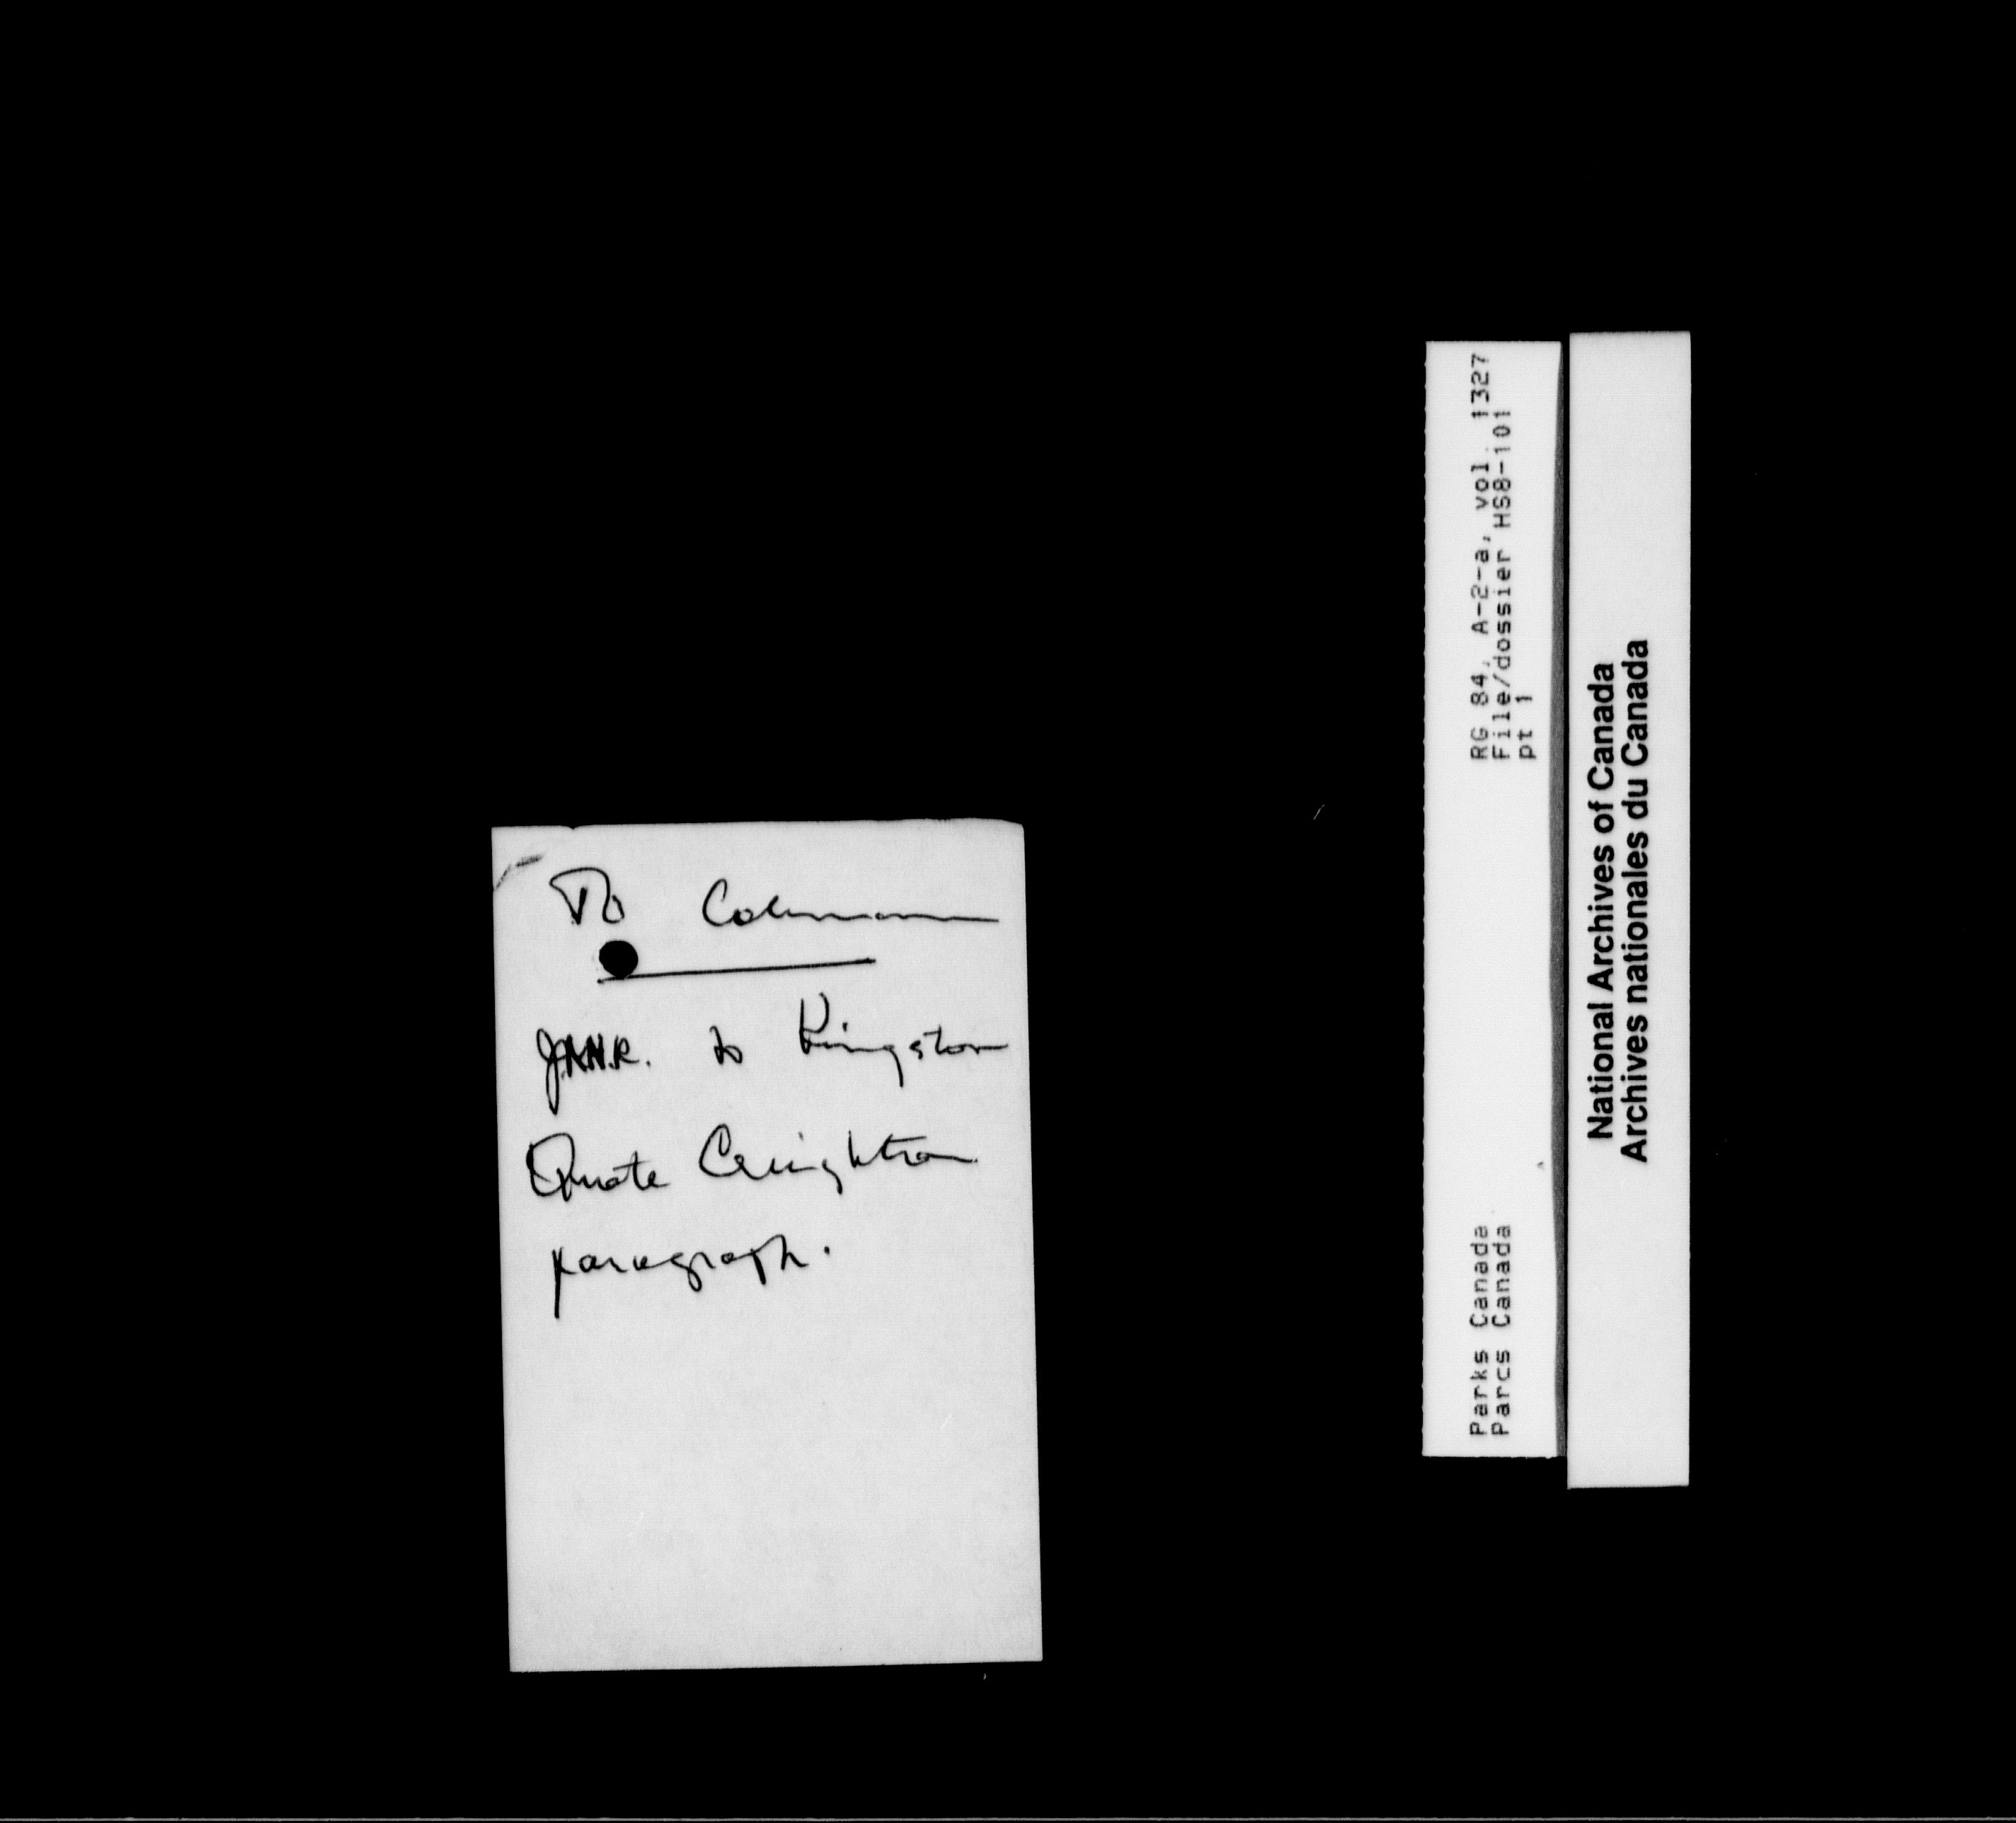 To Coleman
to Kingston
Quote Creighton
paragraph.
RG 84, A-2-a, vol. 1327
File/dossier HS8-101
pt 1
Parks Canada
Parcs Canada
National Archives of Canada
Archives nationales du Canada